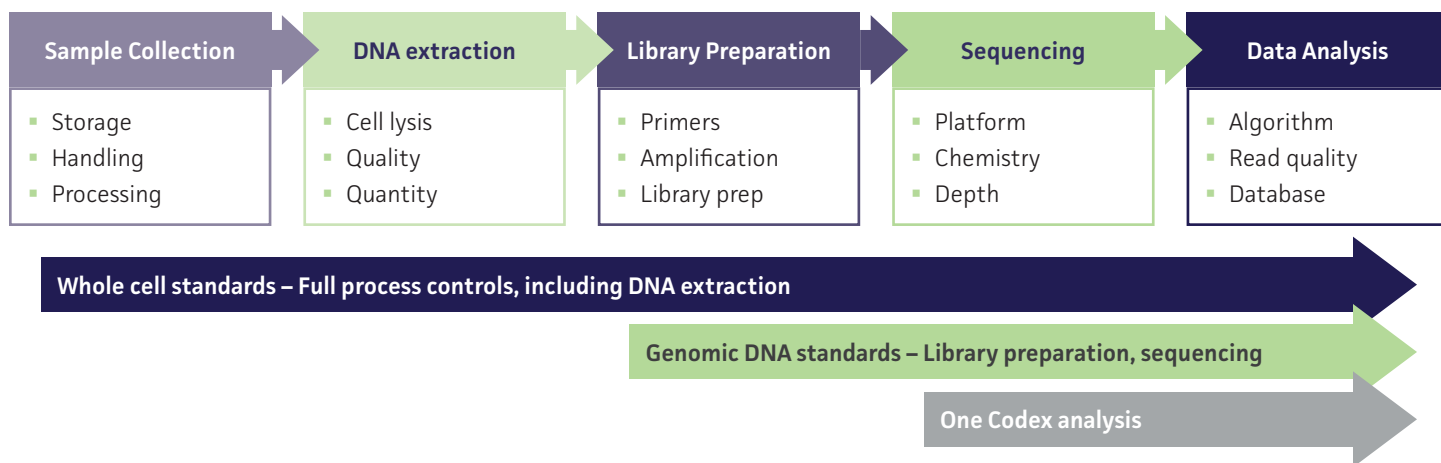 Sample Collection
Storage
Handling
Processing
DNA extraction
Cell lysis
Quality
Quantity
Library Preparation
Primers
Amplification
Library prep
Sequencing
Platform
Chemistry
Depth
Data Analysis
Algorithm
Read quality
Database
Whole cell standards – Full process controls, including DNA extraction
Genomic DNA standards – Library preparation, sequencing
One Codex analysis